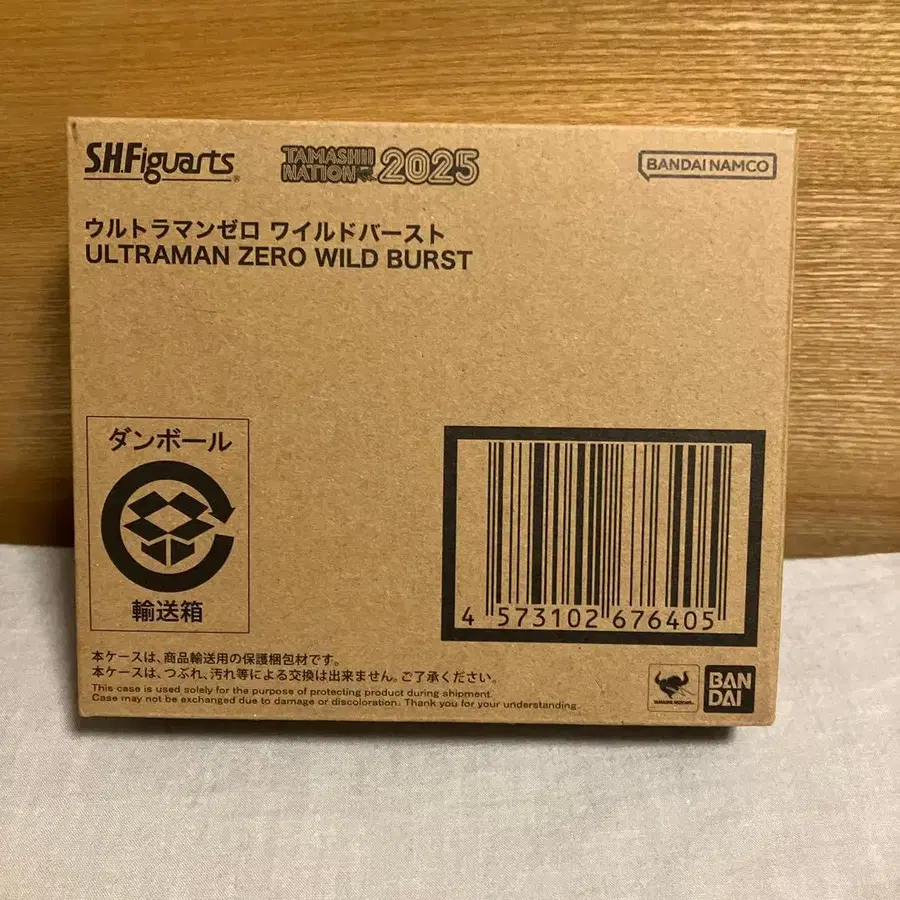 S.H.Figuarts®
TAMASHII NATION 2025
BANDAI NAMCO
ウルトラマンゼロ ワイルドバースト
ULTRAMAN ZERO WILD BURST
ダンボール
輸送箱
4 573102 676405
本ケースは、商品輸送用の保護梱包材です。
本ケースは、つぶれ、汚れ等による交換は出来ません。ご了承ください。
This case is used solely for the purpose of protecting product during shipment.
Case may not be exchanged due to damage or discoloration. Thank you for your understanding.
TAMASHII NATIONS
BAN
DAI